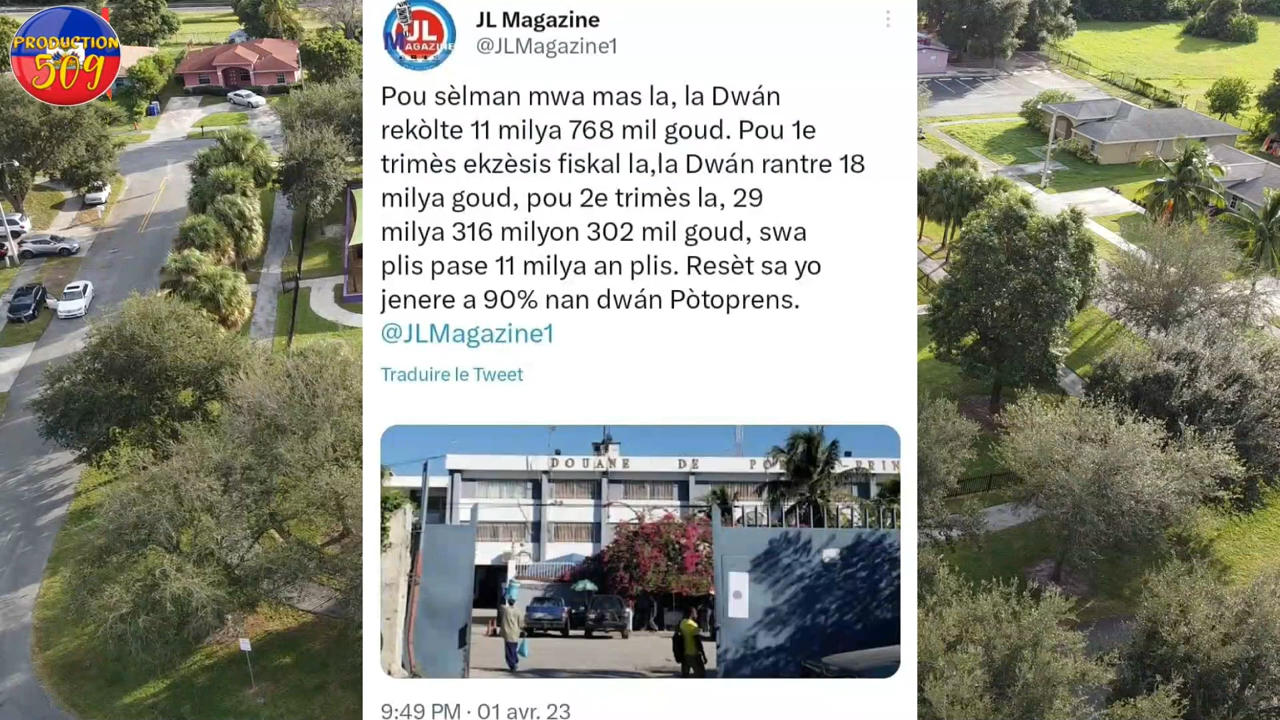 PRODUCTION
509
JL
MAGAZINE
JL Magazine
@JLMagazine1
Pou sèlman mwa mas la, la Dwán
rekòlte 11 milya 768 mil goud. Pou 1e
trimès ekzèsis fiskal la,la Dwán rantre 18
milya goud, pou 2e trimès la, 29
milya 316 milyon 302 mil goud, swa
plis pase 11 milya an plis. Resèt sa yo
jenere a 90% nan dwán Pòtoprens.
@JLMagazine1
Traduire le Tweet
DOUANE DE
9:49 PM · 01 avr. 23